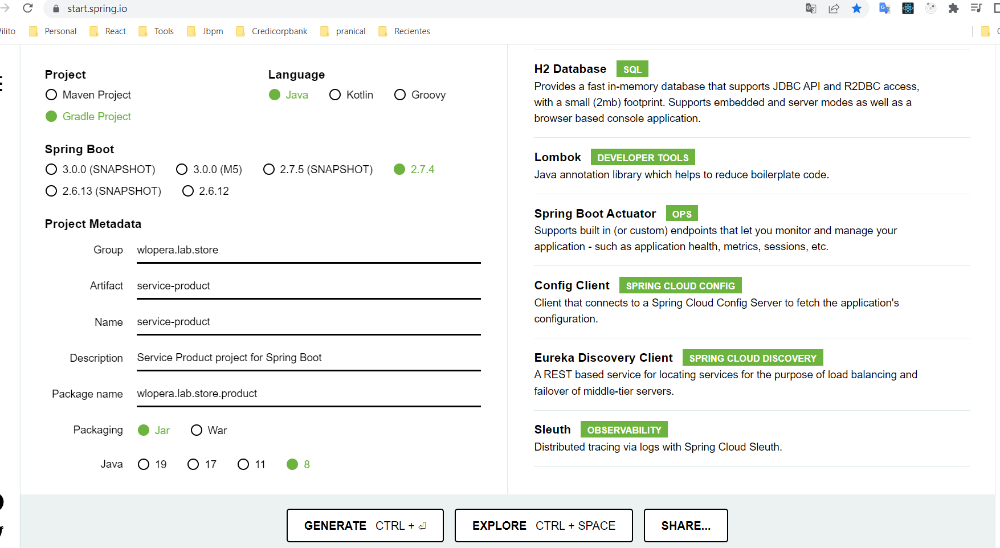 start.spring.io
Personal
React
Tools
Jbpm
Credicorpbank
pranical
Recientes
Project
Maven Project
Gradle Project
Language
Java
Kotlin
Groovy
Spring Boot
3.0.0 (SNAPSHOT)
3.0.0 (M5)
2.7.5 (SNAPSHOT)
2.7.4
2.6.13 (SNAPSHOT)
2.6.12
Project Metadata
Group wlopera.lab.store
Artifact service-product
Name service-product
Description Service Product project for Spring Boot
Package name wlopera.lab.store.product
Packaging Jar War
Java 19 17 11 8
H2 Database SQL
Provides a fast in-memory database that supports JDBC API and R2DBC access,
with a small (2mb) footprint. Supports embedded and server modes as well as a
browser based console application.
Lombok DEVELOPER TOOLS
Java annotation library which helps to reduce boilerplate code.
Spring Boot Actuator OPS
Supports built in (or custom) endpoints that let you monitor and manage your
application - such as application health, metrics, sessions, etc.
Config Client SPRING CLOUD CONFIG
Client that connects to a Spring Cloud Config Server to fetch the application's
configuration.
Eureka Discovery Client SPRING CLOUD DISCOVERY
A REST based service for locating services for the purpose of load balancing and
failover of middle-tier servers.
Sleuth OBSERVABILITY
Distributed tracing via logs with Spring Cloud Sleuth.
GENERATE CTRL + ⏎
EXPLORE CTRL + SPACE
SHARE...